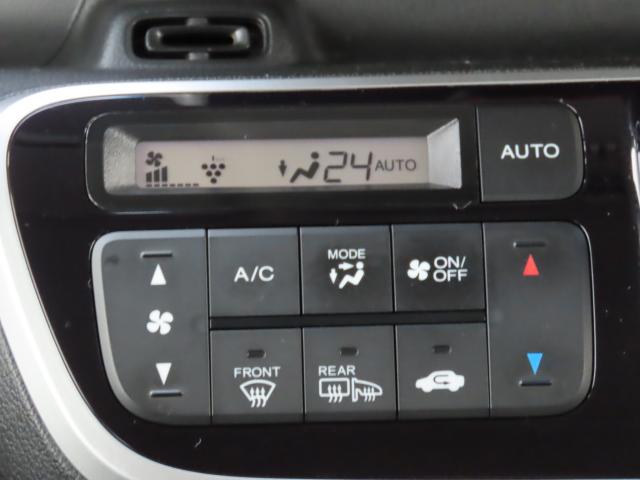 24 AUTO
AUTO
A/C
MODE
ON/
OFF
FRONT
REAR